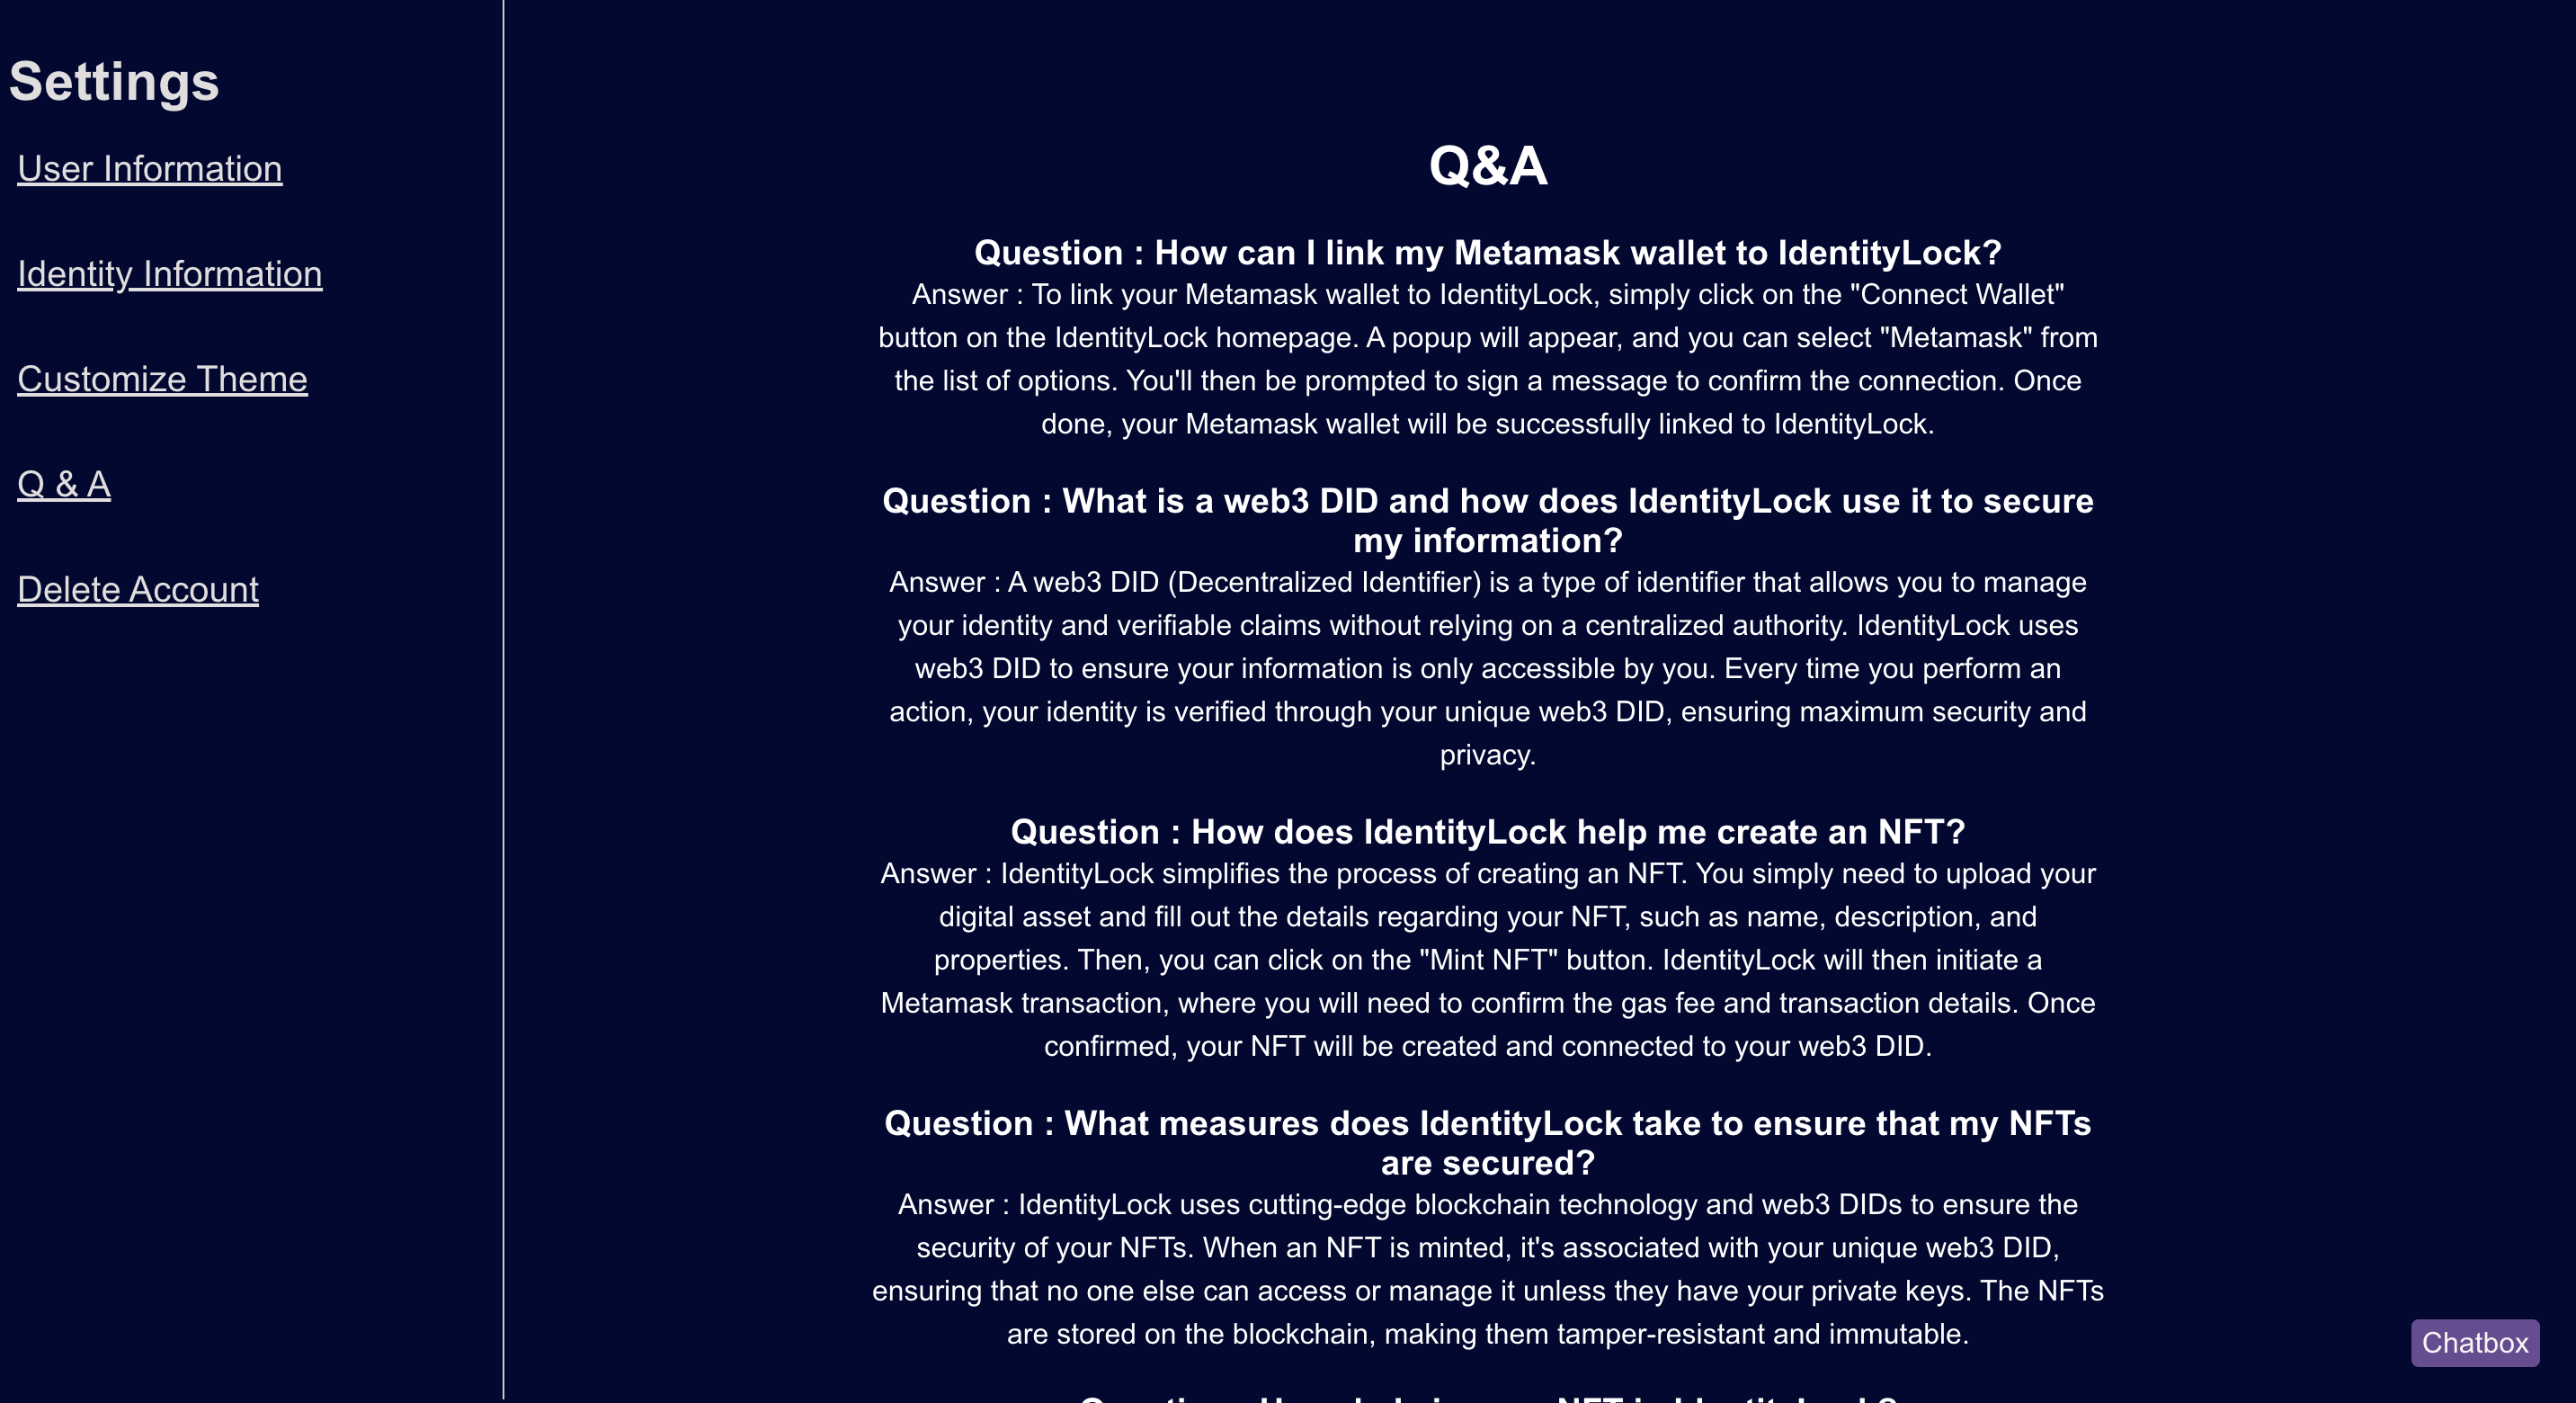 Settings
User Information
Identity Information
Customize Theme
Q & A
Delete Account
Q&A
Question : How can I link my Metamask wallet to IdentityLock?
Answer : To link your Metamask wallet to IdentityLock, simply click on the "Connect Wallet"
button on the IdentityLock homepage. A popup will appear, and you can select "Metamask" from
the list of options. You'll then be prompted to sign a message to confirm the connection. Once
done, your Metamask wallet will be successfully linked to IdentityLock.
Question : What is a web3 DID and how does IdentityLock use it to secure
my information?
Answer : A web3 DID (Decentralized Identifier) is a type of identifier that allows you to manage
your identity and verifiable claims without relying on a centralized authority. IdentityLock uses
web3 DID to ensure your information is only accessible by you. Every time you perform an
action, your identity is verified through your unique web3 DID, ensuring maximum security and
privacy.
Question : How does IdentityLock help me create an NFT?
Answer : IdentityLock simplifies the process of creating an NFT. You simply need to upload your
digital asset and fill out the details regarding your NFT, such as name, description, and
properties. Then, you can click on the "Mint NFT" button. IdentityLock will then initiate a
Metamask transaction, where you will need to confirm the gas fee and transaction details. Once
confirmed, your NFT will be created and connected to your web3 DID.
Question : What measures does IdentityLock take to ensure that my NFTs
are secured?
Answer : IdentityLock uses cutting-edge blockchain technology and web3 DIDs to ensure the
security of your NFTs. When an NFT is minted, it's associated with your unique web3 DID,
ensuring that no one else can access or manage it unless they have your private keys. The NFTs
are stored on the blockchain, making them tamper-resistant and immutable.
Chatbox